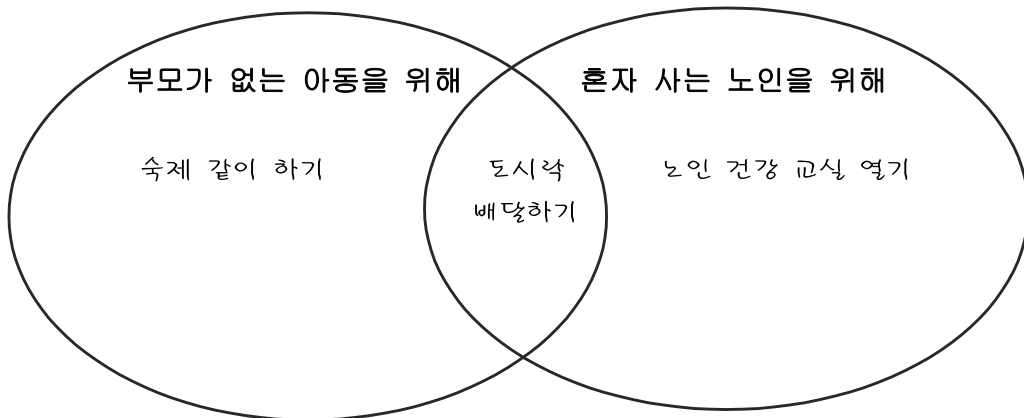 부모가 없는 아동을 위해
혼자 사는 노인을 위해
숙제 같이 하기
도시락
배달하기
노인 건강 교실 열기